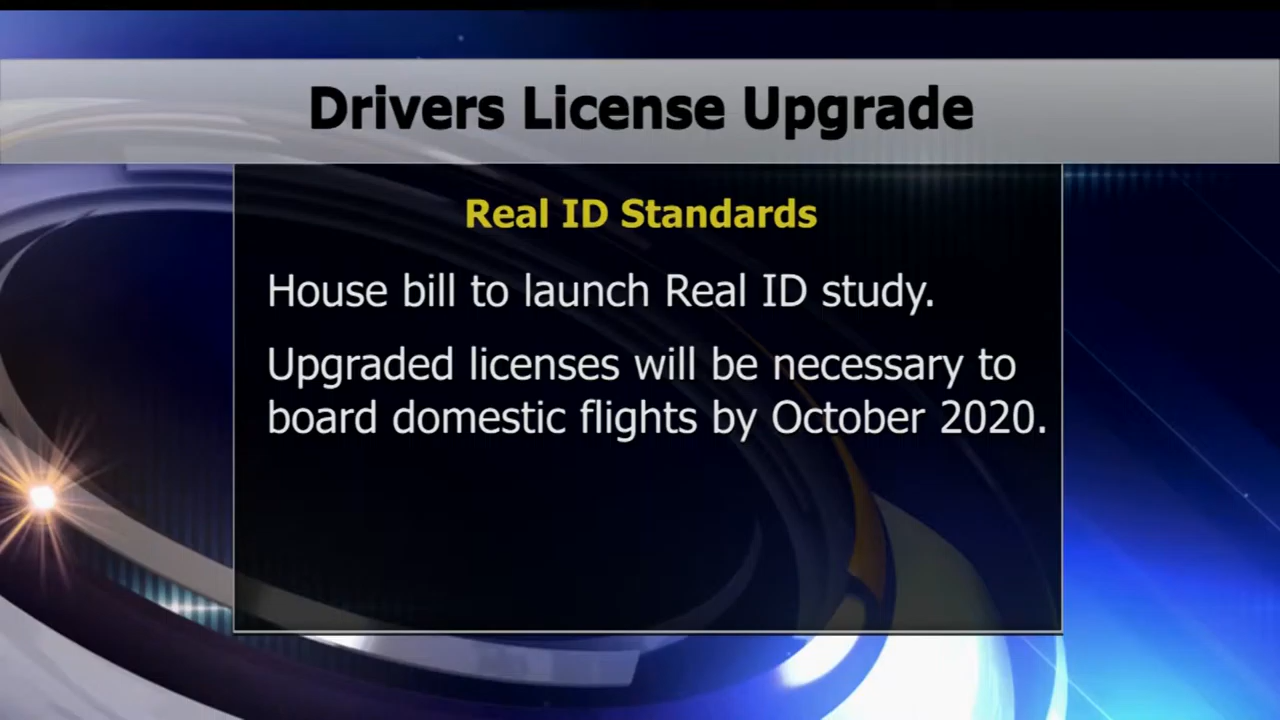 Drivers License Upgrade
Real ID Standards
House bill to launch Real ID study.
Upgraded licenses will be necessary to
board domestic flights by October 2020.